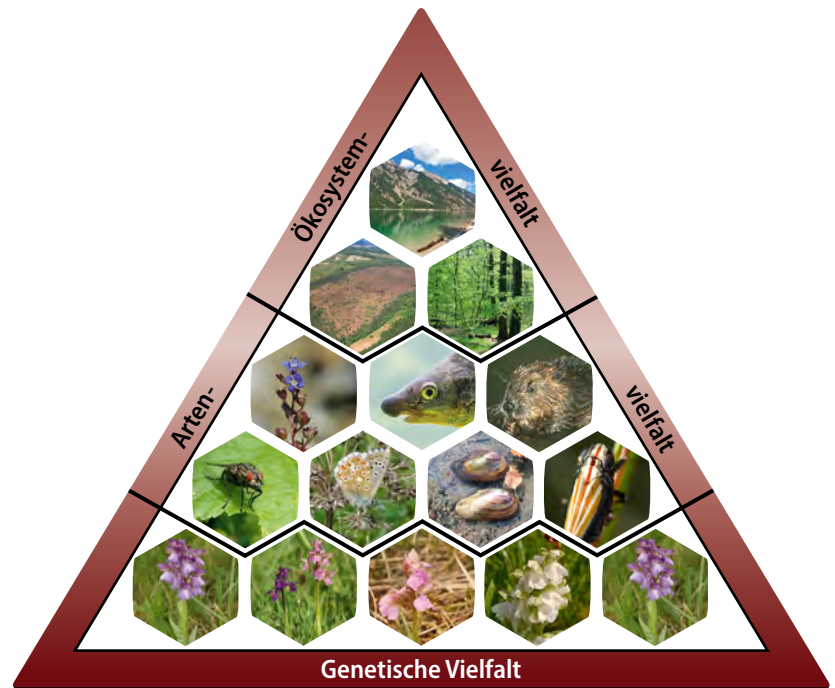 Ökosystem-
vielfalt
Arten-
vielfalt
Genetische Vielfalt